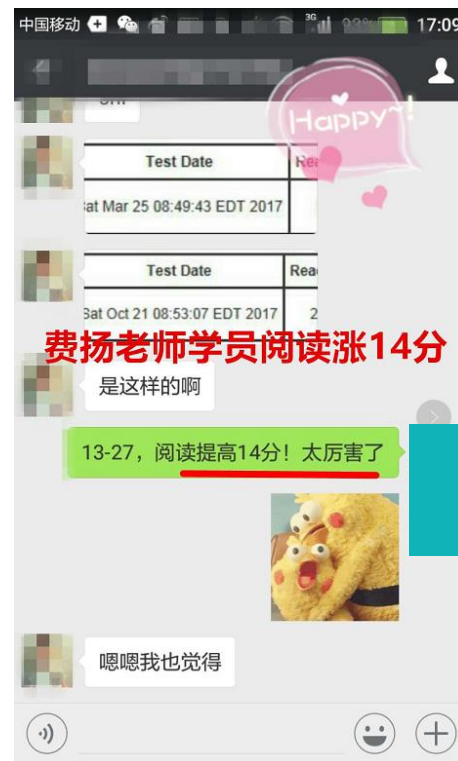 中国移动 3G 93% 17:09
Happy~!
Test Date
Sat Mar 25 08:49:43 EDT 2017
Test Date Rea
Sat Oct 21 08:53:07 EDT 2017 2
费扬老师学员阅读涨14分
是这样的啊
13-27，阅读提高14分！太厉害了
嗯嗯我也觉得